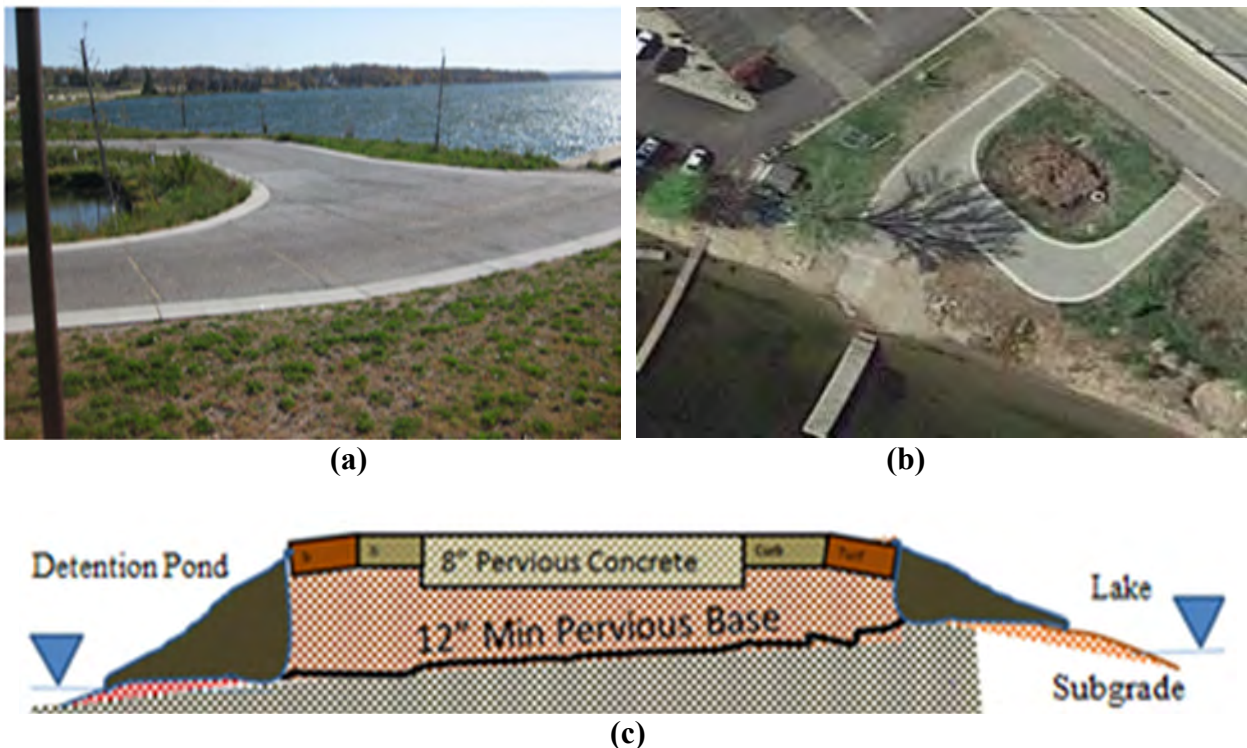 (a)
(b)
Detention Pond
8" Pervious Concrete
Curb
Turf
12" Min Pervious Base
Lake
Subgrade
(c)